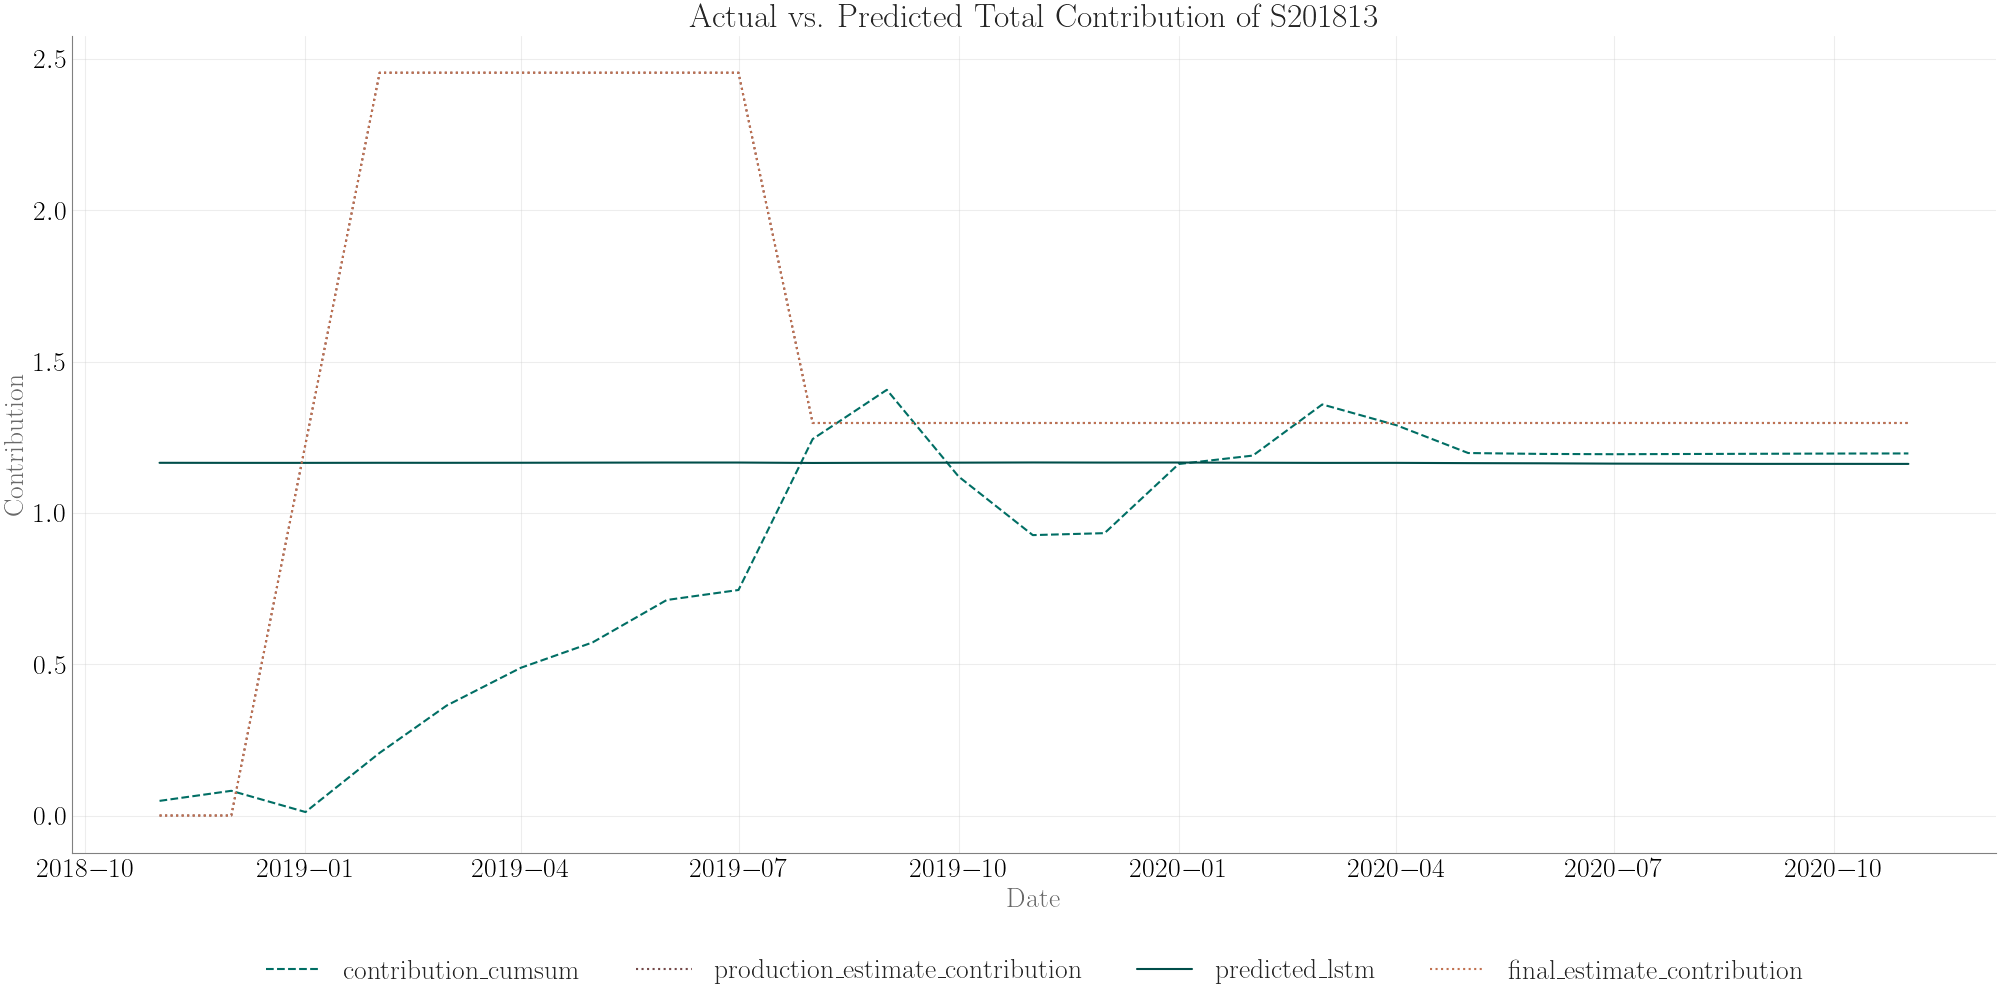 Actual vs. Predicted Total Contribution of S201813
2.5
2.0
1.5
1.0
0.5
0.0
Contribution
2018–10 2019–01 2019–04 2019–07 2019–10 2020–01 2020–04 2020–07 2020–10
Date
contribution_cumsum production_estimate_contribution predicted_lstm final_estimate_contribution